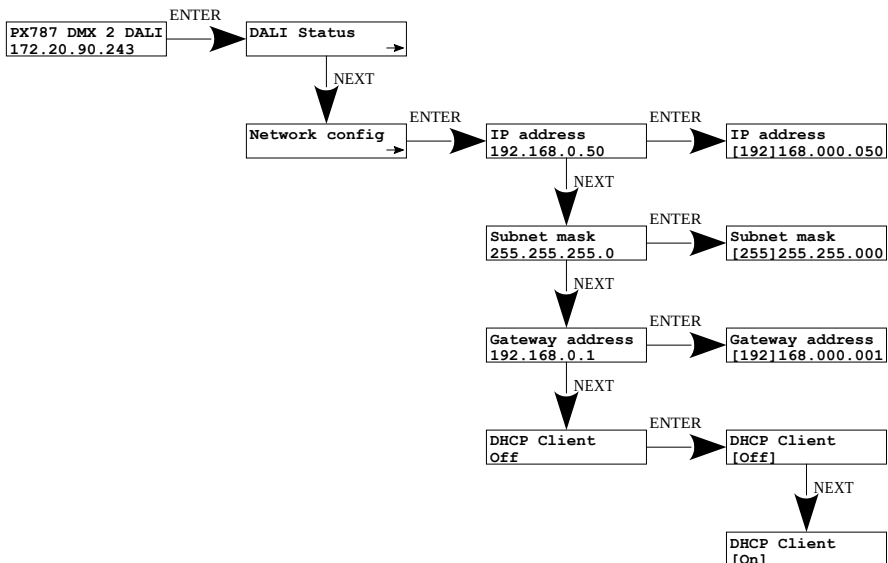 ENTER
PX787 DMX 2 DALI
172.20.90.243
DALI Status
NEXT
Network config
ENTER
IP address
192.168.0.50
ENTER
IP address
[192]168.000.050
NEXT
Subnet mask
255.255.255.0
ENTER
Subnet mask
[255]255.255.000
NEXT
Gateway address
192.168.0.1
ENTER
Gateway address
[192]168.000.001
NEXT
DHCP Client
Off
ENTER
DHCP Client
[Off]
NEXT
DHCP Client
[On]